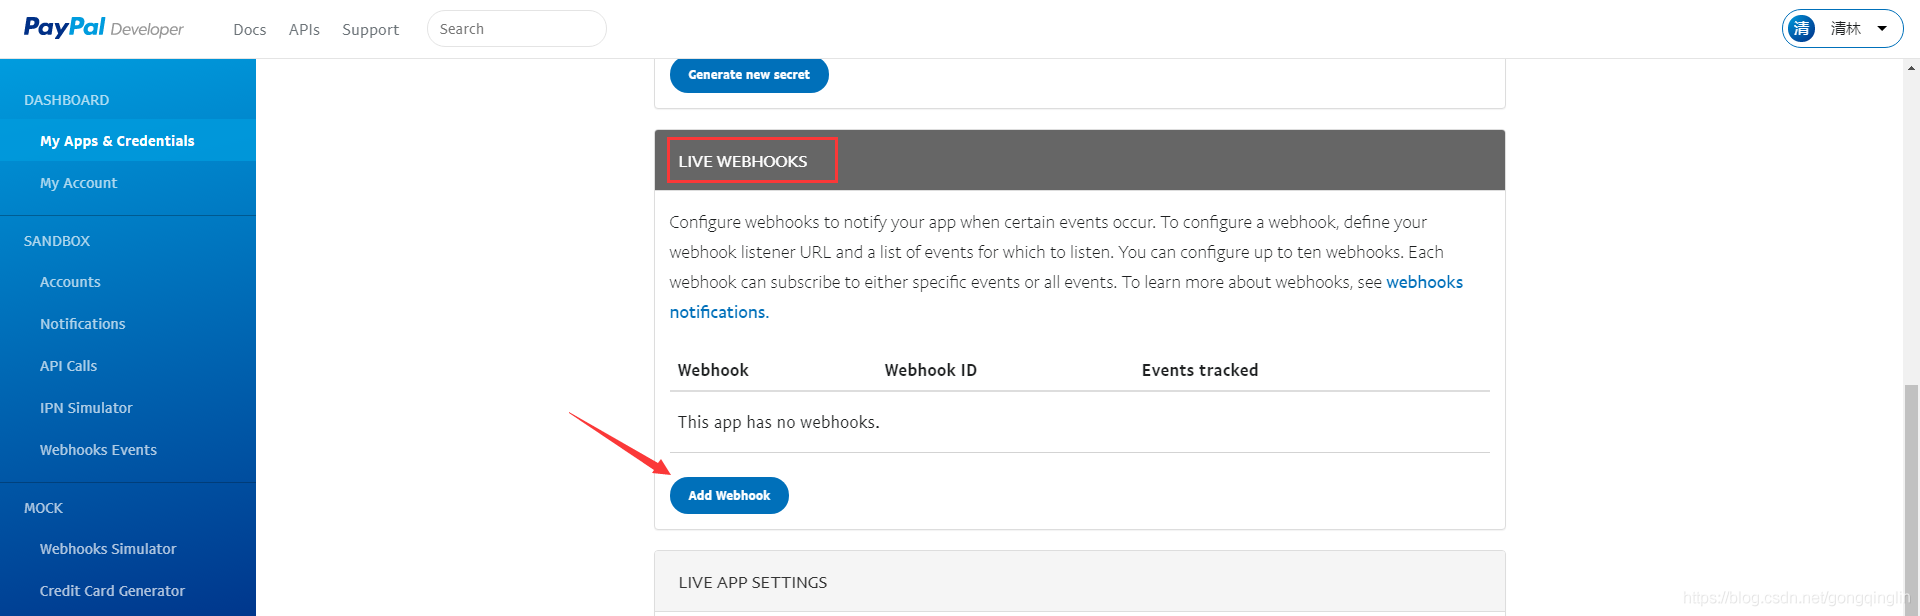 PayPal Developer
Docs
APIs
Support
Search
清
清林
DASHBOARD
My Apps & Credentials
My Account
SANDBOX
Accounts
Notifications
API Calls
IPN Simulator
Webhooks Events
MOCK
Webhooks Simulator
Credit Card Generator
Generate new secret
LIVE WEBHOOKS
Configure webhooks to notify your app when certain events occur. To configure a webhook, define your
webhook listener URL and a list of events for which to listen. You can configure up to ten webhooks. Each
webhook can subscribe to either specific events or all events. To learn more about webhooks, see webhooks
notifications.
Webhook
Webhook ID
Events tracked
This app has no webhooks.
Add Webhook
LIVE APP SETTINGS
https://blog.csdn.net/gongqinglin